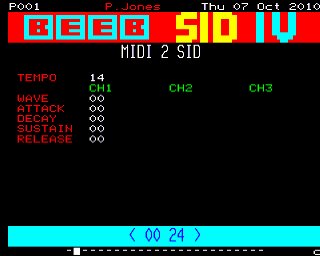 P001 P.Jones Thu 07 Oct 2010
BEEB SID IV
MIDI 2 SID
TEMPO 14
CH1 CH2 CH3
WAVE 00
ATTACK 00
DECAY 00
SUSTAIN 00
RELEASE 00
< 00 24 >